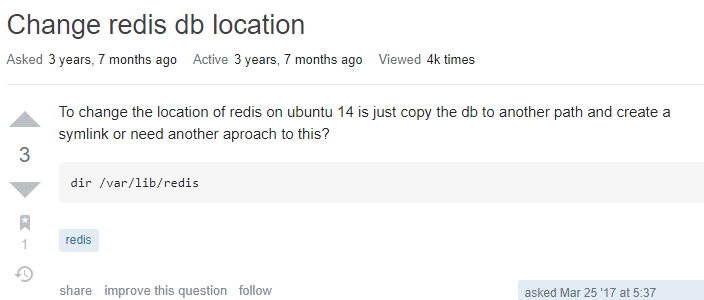 Change redis db location
Asked 3 years, 7 months ago Active 3 years, 7 months ago Viewed 4k times
To change the location of redis on ubuntu 14 is just copy the db to another path and create a
symlink or need another aproach to this?
3
dir /var/lib/redis
1
redis
share improve this question follow
asked Mar 25 '17 at 5:37